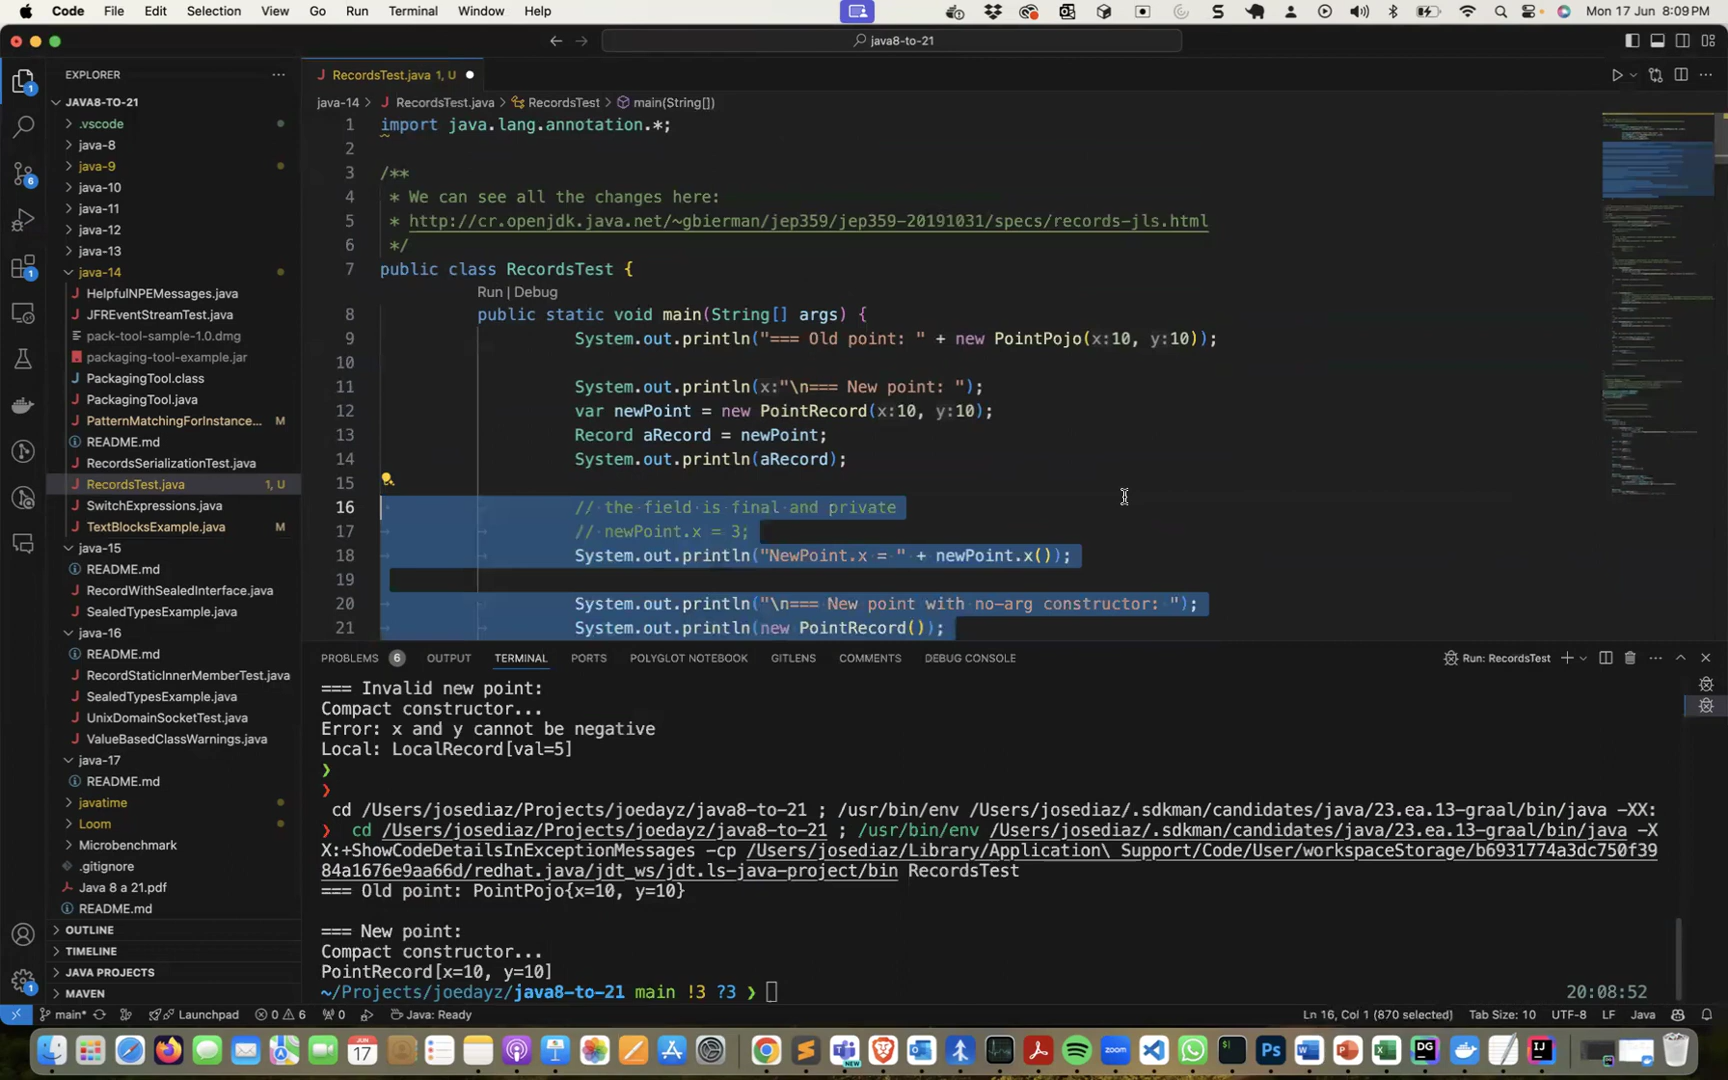 Code File Edit Selection View Go Run Terminal Window Help Mon 17 Jun 8:09 PM
java8-to-21
EXPLORER
JAVA8-TO-21
.vscode
java-8
java-9
java-10
java-11
java-12
java-13
java-14
HelpfulNPEMessages.java
JFREventStreamTest.java
pack-tool-sample-1.0.dmg
packaging-tool-example.jar
PackagingTool.class
PackagingTool.java
PatternMatchingForInstance... M
README.md
RecordsSerializationTest.java
RecordsTest.java 1, U
SwitchExpressions.java
TextBlocksExample.java M
java-15
README.md
RecordWithSealedInterface.java
SealedTypesExample.java
java-16
README.md
RecordStaticInnerMemberTest.java
SealedTypesExample.java
UnixDomainSocketTest.java
ValueBasedClassWarnings.java
java-17
README.md
javatime
Loom
Microbenchmark
.gitignore
Java 8 a 21.pdf
README.md
OUTLINE
TIMELINE
JAVA PROJECTS
MAVEN
RecordsTest.java 1, U
java-14 > RecordsTest.java > RecordsTest > main(String[])
1 import java.lang.annotation.*;
2
3 /**
4 * We can see all the changes here:
5 * http://cr.openjdk.java.net/~gbierman/jep359/jep359-20191031/specs/records-jls.html
6 */
7 public class RecordsTest {
Run | Debug
8 public static void main(String[] args) {
9 System.out.println("=== Old point: " + new PointPojo(x:10, y:10));
10
11 System.out.println(x:"\n=== New point: ");
12 var newPoint = new PointRecord(x:10, y:10);
13 Record aRecord = newPoint;
14 System.out.println(aRecord);
15
16 // the field is final and private
17 // newPoint.x = 3;
18 System.out.println("NewPoint.x = " + newPoint.x());
19
20 System.out.println("\n=== New point with no-arg constructor: ");
21 System.out.println(new PointRecord());
PROBLEMS 6 OUTPUT TERMINAL PORTS POLYGLOT NOTEBOOK GITLENS COMMENTS DEBUG CONSOLE Run: RecordsTest
=== Invalid new point:
Compact constructor...
Error: x and y cannot be negative
Local: LocalRecord[val=5]
❯
❯
cd /Users/josediaz/Projects/joedayz/java8-to-21 ; /usr/bin/env /Users/josediaz/.sdkman/candidates/java/23.ea.13-graal/bin/java -XX:
❯ cd /Users/josediaz/Projects/joedayz/java8-to-21 ; /usr/bin/env /Users/josediaz/.sdkman/candidates/java/23.ea.13-graal/bin/java -X
X:+ShowCodeDetailsInExceptionMessages -cp /Users/josediaz/Library/Application\ Support/Code/User/workspaceStorage/b6931774a3dc750f39
84a1676e9aa66d/redhat.java/jdt_ws/jdt.ls-java-project/bin RecordsTest
=== Old point: PointPojo{x=10, y=10}
=== New point:
Compact constructor...
PointRecord[x=10, y=10]
~/Projects/joedayz/java8-to-21 main !3 ?3 ❯ 20:08:52
main* Launchpad 0 6 0 Java: Ready Ln 16, Col 1 (870 selected) Tab Size: 10 UTF-8 LF Java